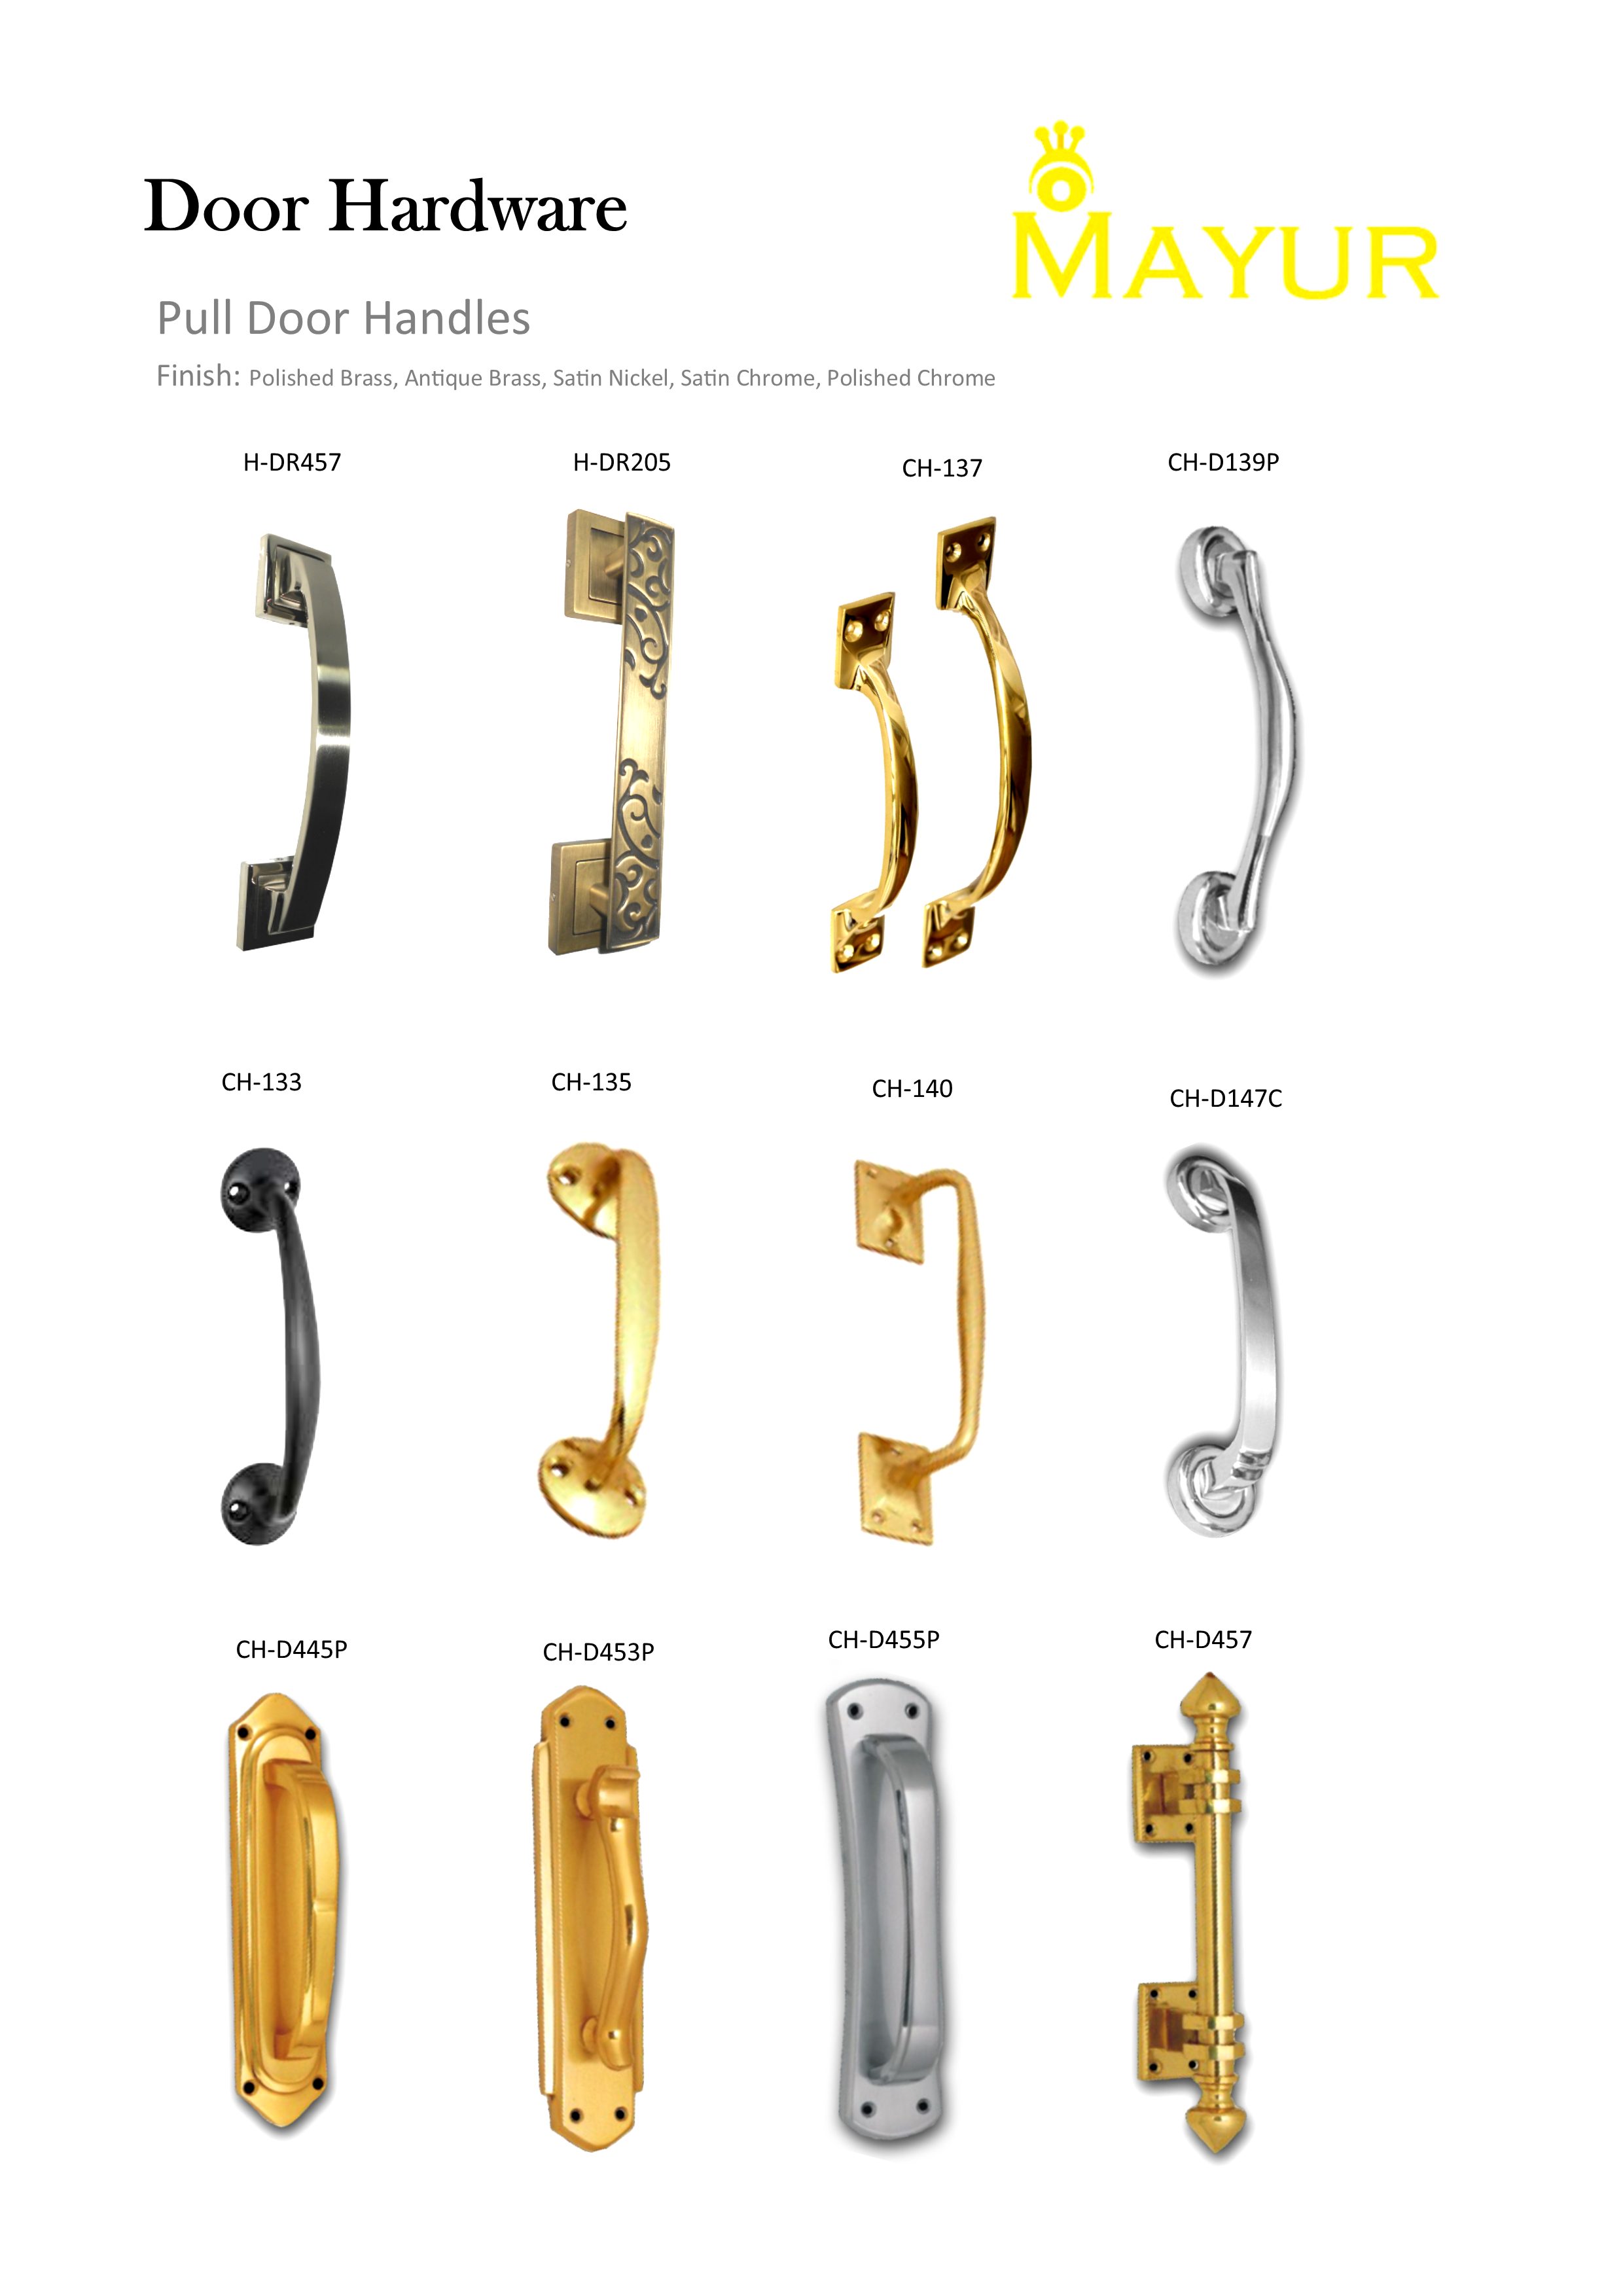 Door Hardware
MAYUR
Pull Door Handles
Finish: Polished Brass, Antique Brass, Satin Nickel, Satin Chrome, Polished Chrome
H-DR457
H-DR205
CH-137
CH-D139P
CH-133
CH-135
CH-140
CH-D147C
CH-D445P
CH-D453P
CH-D455P
CH-D457